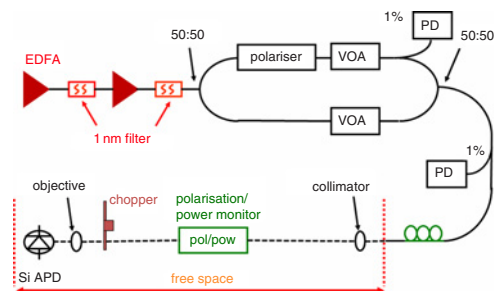 1%
PD
50:50
50:50
EDFA
polariser
VOA
1 nm filter
VOA
1%
PD
objective
chopper
polarisation/
power monitor
collimator
pol/pow
Si APD
free space